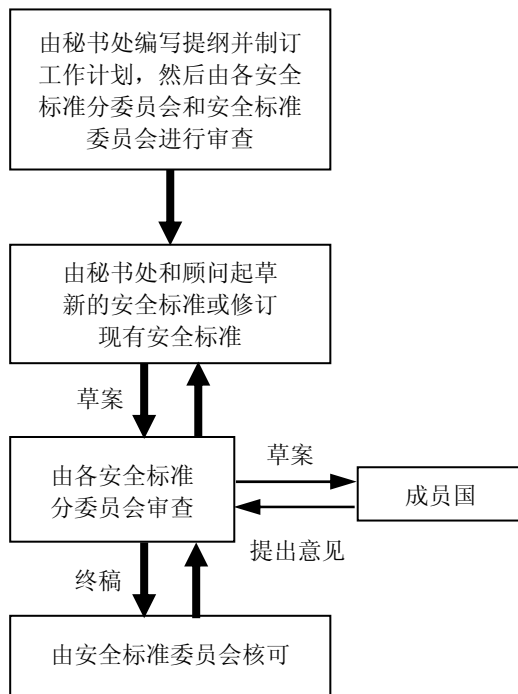 由秘书处编写提纲并制订
工作计划，然后由各安全
标准分委员会和安全标准
委员会进行审查
由秘书处和顾问起草
新的安全标准或修订
现有安全标准
草案
由各安全标准
分委员会审查
草案
成员国
提出意见
终稿
由安全标准委员会核可